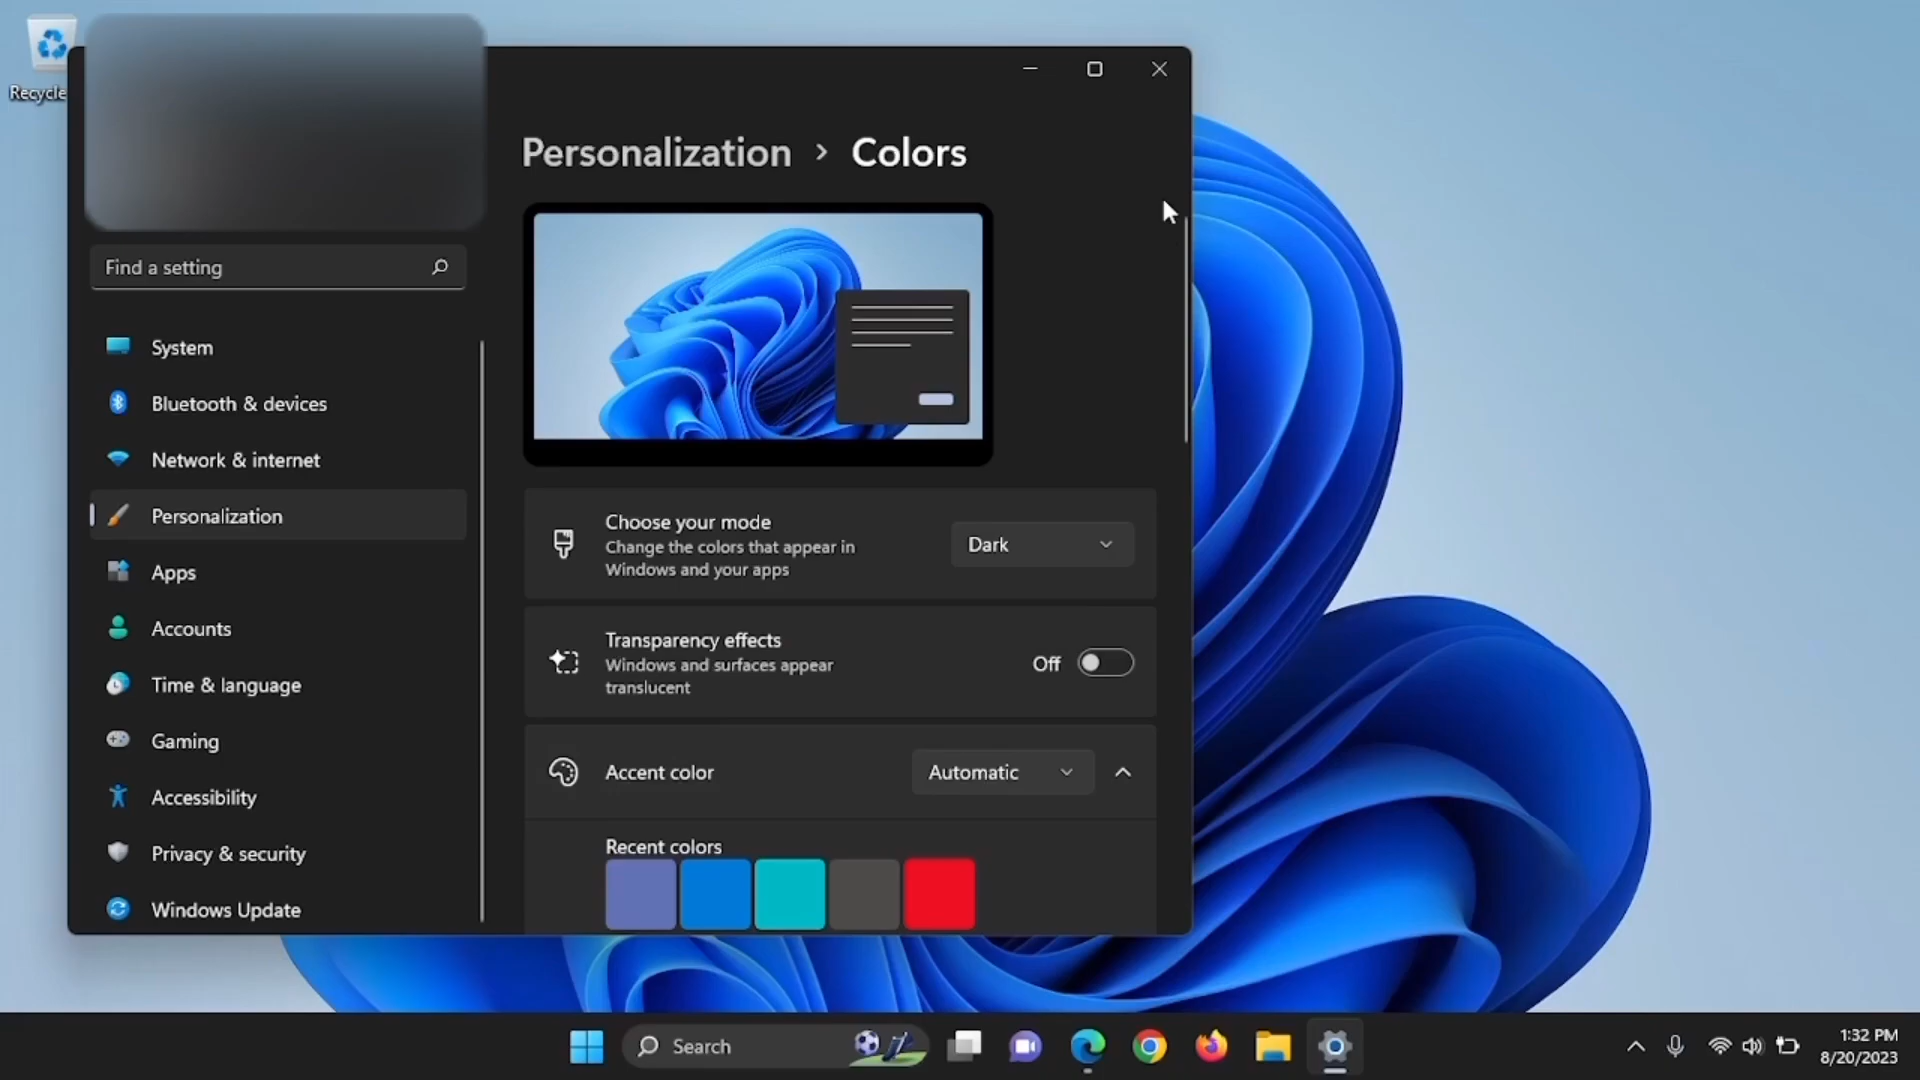 Recycle
Personalization > Colors
Find a setting
System
Bluetooth & devices
Network & internet
Personalization
Apps
Accounts
Time & language
Gaming
Accessibility
Privacy & security
Windows Update
Choose your mode
Change the colors that appear in
Windows and your apps
Dark
Transparency effects
Windows and surfaces appear
translucent
Off
Accent color
Automatic
Recent colors
Search
1:32 PM
8/20/2023